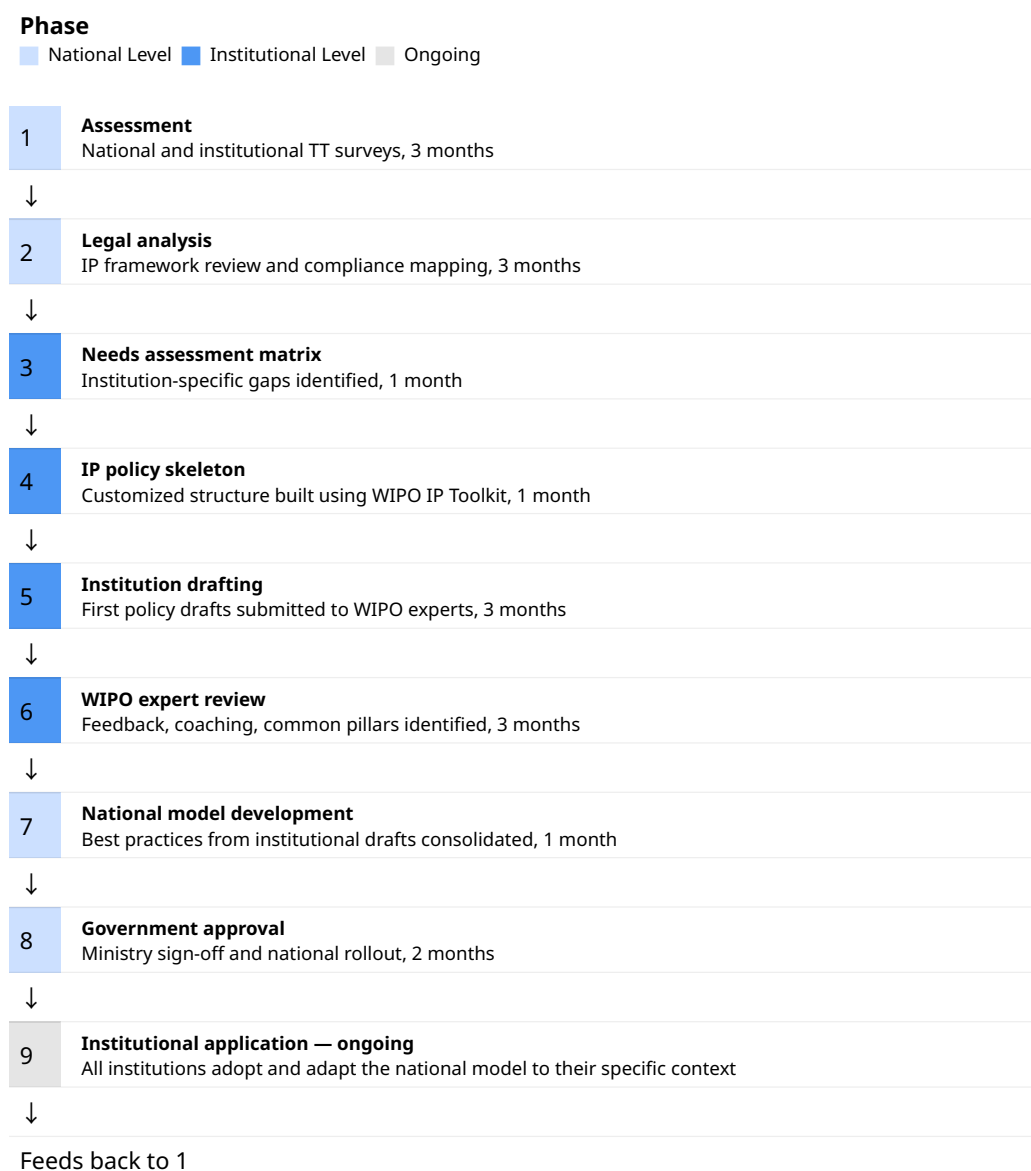 Phase
National Level Institutional Level Ongoing
1
Assessment
National and institutional TT surveys, 3 months
↓
2
Legal analysis
IP framework review and compliance mapping, 3 months
↓
3
Needs assessment matrix
Institution-specific gaps identified, 1 month
↓
4
IP policy skeleton
Customized structure built using WIPO IP Toolkit, 1 month
↓
5
Institution drafting
First policy drafts submitted to WIPO experts, 3 months
↓
6
WIPO expert review
Feedback, coaching, common pillars identified, 3 months
↓
7
National model development
Best practices from institutional drafts consolidated, 1 month
↓
8
Government approval
Ministry sign-off and national rollout, 2 months
↓
9
Institutional application — ongoing
All institutions adopt and adapt the national model to their specific context
↓
Feeds back to 1